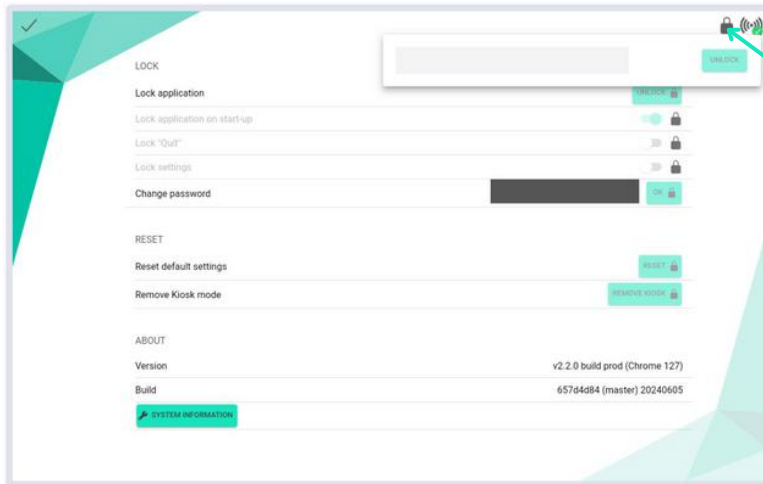 UNLOCK
LOCK
Lock application UNLOCK
Lock application on start-up
Lock "Quit"
Lock settings
Change password OK
RESET
Reset default settings RESET
Remove Kiosk mode REMOVE KIOSK
ABOUT
Version v2.2.0 build prod (Chrome 127)
Build 657d4d84 (master) 20240605
SYSTEM INFORMATION